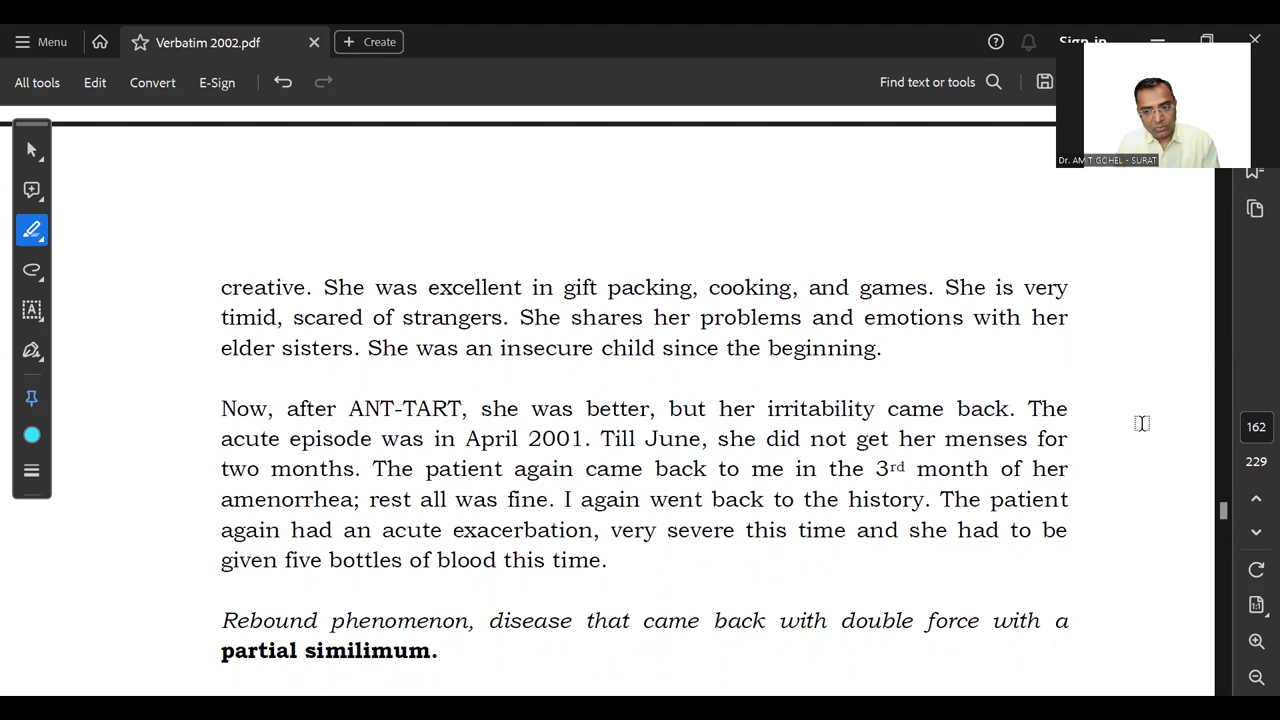 Menu
Verbatim 2002.pdf
Create
Sign in
All tools
Edit
Convert
E-Sign
Find text or tools
Dr. AMIT GOHEL - SURAT
creative. She was excellent in gift packing, cooking, and games. She is very
timid, scared of strangers. She shares her problems and emotions with her
elder sisters. She was an insecure child since the beginning.
Now, after ANT-TART, she was better, but her irritability came back. The
acute episode was in April 2001. Till June, she did not get her menses for
two months. The patient again came back to me in the 3rd month of her
amenorrhea; rest all was fine. I again went back to the history. The patient
again had an acute exacerbation, very severe this time and she had to be
given five bottles of blood this time.
Rebound phenomenon, disease that came back with double force with a
partial similimum.
162
229